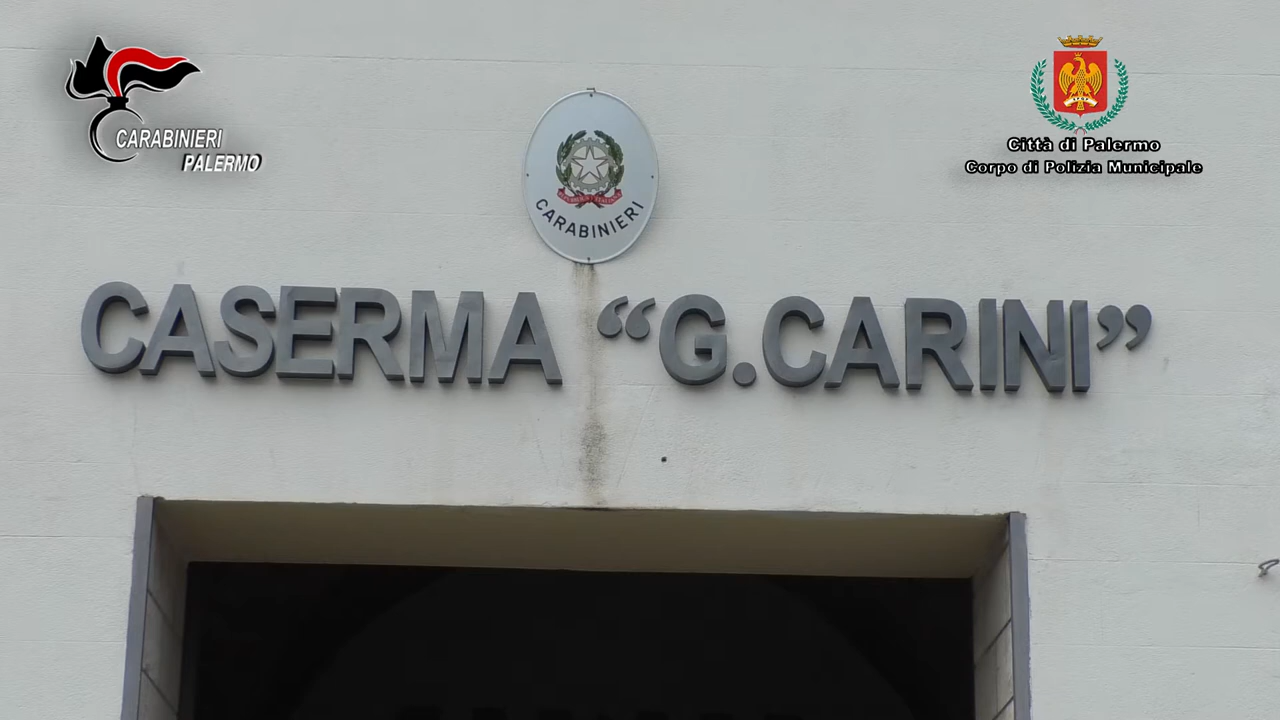 CARABINIERI
PALERMO
Città di Palermo
Corpo di Polizia Municipale
CARABINIERI
CASERMA “G.CARINI”